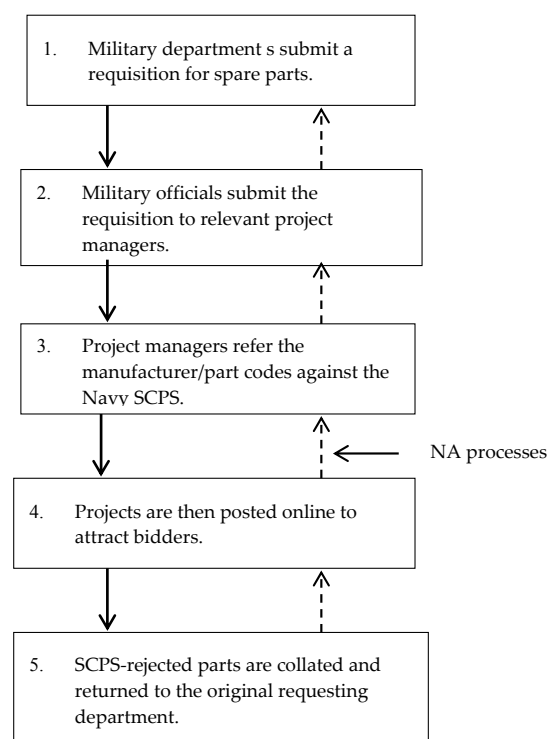 1. Military department s submit a
requisition for spare parts.
2. Military officials submit the
requisition to relevant project
managers.
3. Project managers refer the
manufacturer/part codes against the
Navy SCPS.
NA processes
4. Projects are then posted online to
attract bidders.
5. SCPS-rejected parts are collated and
returned to the original requesting
department.